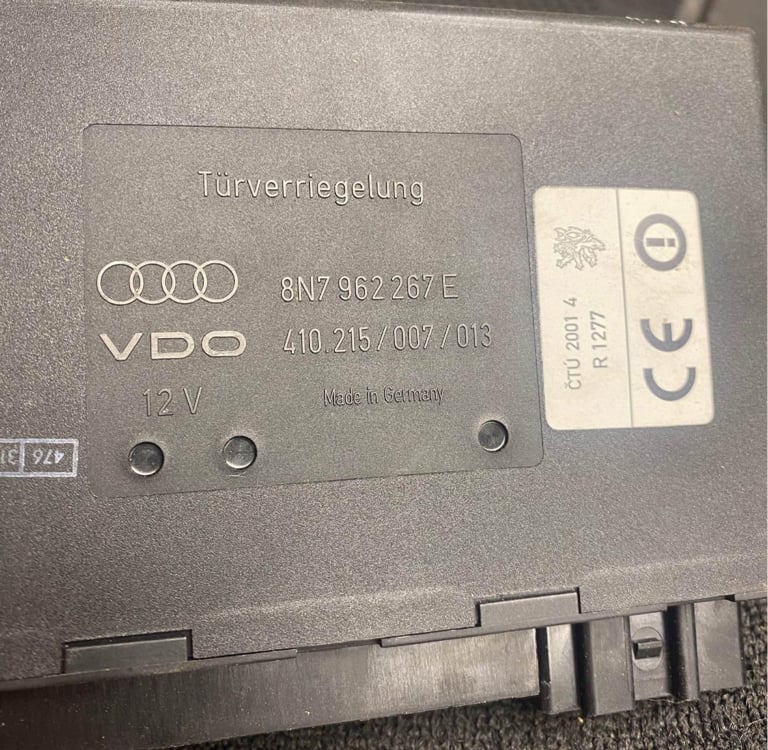 Türverriegelung
8N7 962 267 E
VDO 410.215/007/013
12 V Made in Germany
ČTÚ 2001 4
R 1277
CE
476